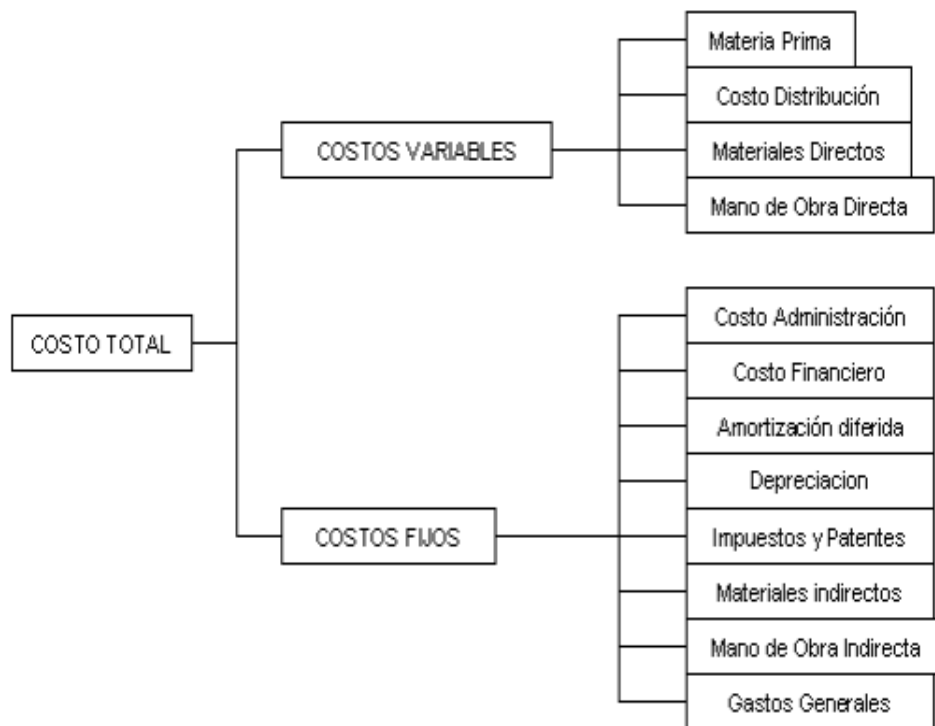 Materia Prima
Costo Distribución
COSTOS VARIABLES
Materiales Directos
Mano de Obra Directa
COSTO TOTAL
Costo Administración
Costo Financiero
Amortización diferida
Depreciacion
COSTOS FIJOS
Impuestos y Patentes
Materiales indirectos
Mano de Obra Indirecta
Gastos Generales